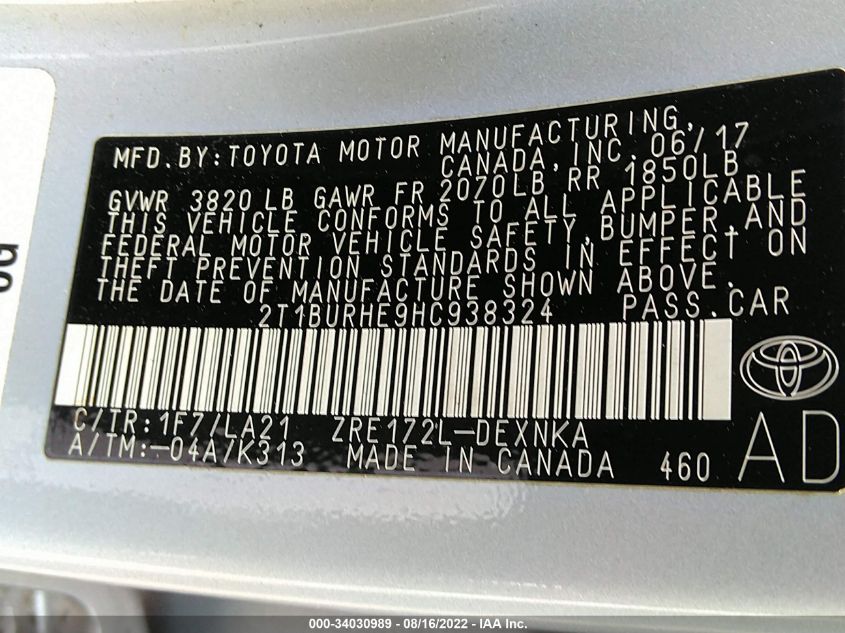 MFD.BY:TOYOTA MOTOR MANUFACTURING,
CANADA, INC. 06/17
GVWR 3820 LB GAWR FR 2070LB RR 1850LB
THIS VEHICLE CONFORMS TO ALL APPLICABLE
FEDERAL MOTOR VEHICLE SAFETY,BUMPER,AND
THEFT PREVENTION STANDARDS IN EFFECT ON
THE DATE OF MANUFACTURE SHOWN ABOVE.
2T1BURHE9HC938324 PASS.CAR
C/TR:1F7/LA21 ZRE172L-DEXNKA
A/TM:-04A/K313 MADE IN CANADA 460
AD
000-34030989 - 08/16/2022 - IAA Inc.